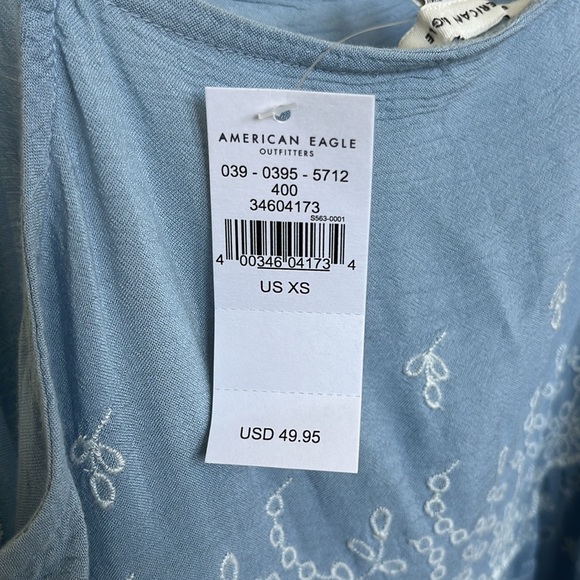 AMERICAN EAGLE
OUTFITTERS
039 - 0395 - 5712
400
34604173
S563-0001
4 00346 04173 4
US XS
USD 49.95